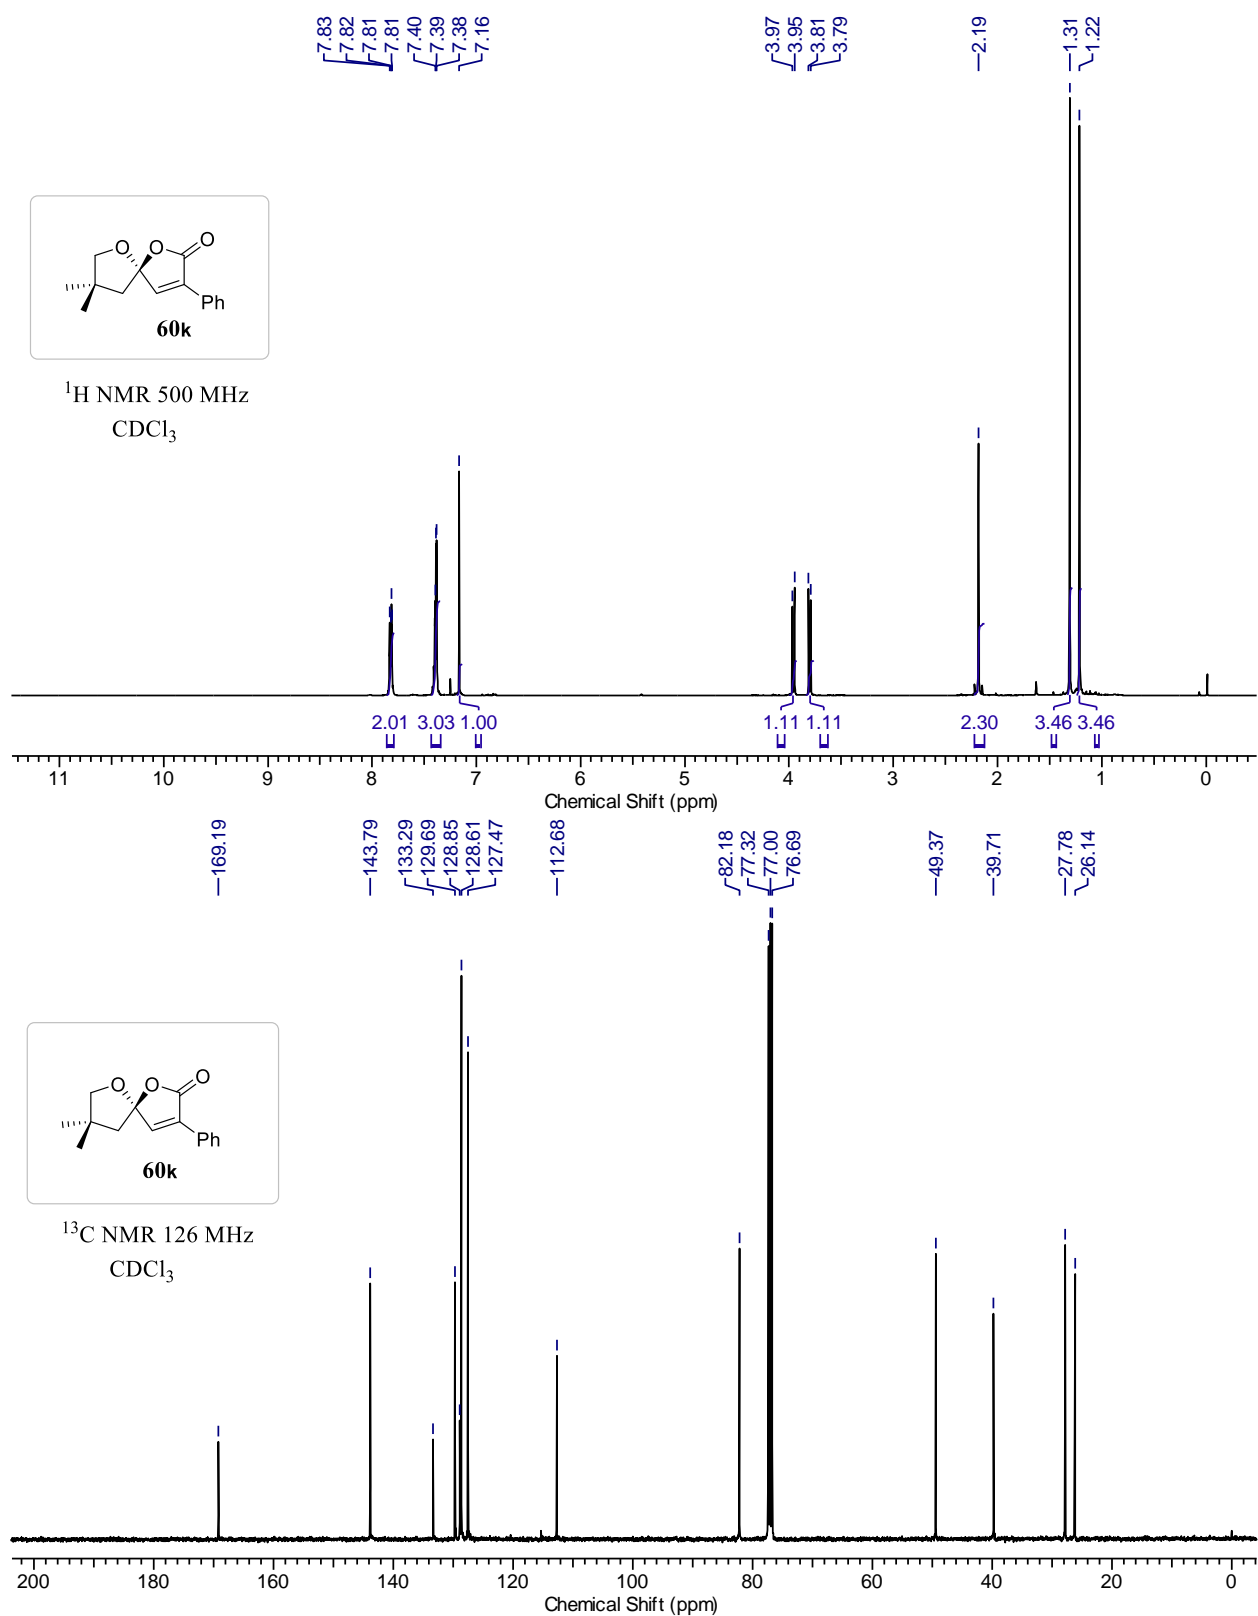 7.83 7.82 7.81 7.81 7.40 7.39 7.38 7.16 3.97 3.95 3.81 3.79 2.19 1.31 1.22
O O O
Ph
60k
1H NMR 500 MHz
CDCl3
2.01 3.03 1.00 1.11 1.11 2.30 3.46 3.46
11 10 9 8 7 6 5 4 3 2 1 0
Chemical Shift (ppm)
169.19 143.79 133.29 129.69 128.85 128.61 127.47 112.68 82.18 77.32 77.00 76.69 49.37 39.71 27.78 26.14
O O O
Ph
60k
13C NMR 126 MHz
CDCl3
200 180 160 140 120 100 80 60 40 20 0
Chemical Shift (ppm)